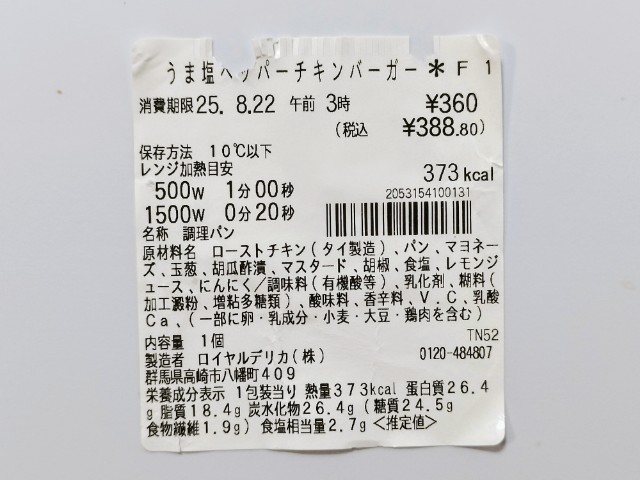 うま塩ペッパーチキンバーガー＊Ｆ１
消費期限25. 8.22 午前 3時 ¥360
(税込 ¥388.80)
保存方法 10℃以下
レンジ加熱目安 373kcal
500W 1分00秒 2053154100131
1500W 0分20秒
名称 調理パン
原材料名 ローストチキン(タイ製造)、パン、マヨネー
ズ、玉葱、胡瓜酢漬、マスタード、胡椒、食塩、レモンジ
ュース、にんにく/調味料(有機酸等)、乳化剤、糊料(
加工澱粉、増粘多糖類)、酸味料、香辛料、V.C、乳酸
Ca、(一部に卵・乳成分・小麦・大豆・鶏肉を含む)
内容量 1個 TN52
製造者 ロイヤルデリカ(株) 0120-484807
群馬県高崎市八幡町409
栄養成分表示 1包装当り 熱量373kcal 蛋白質26.4
g 脂質18.4g 炭水化物26.4g(糖質24.5g
食物繊維1.9g) 食塩相当量2.7g <推定値>